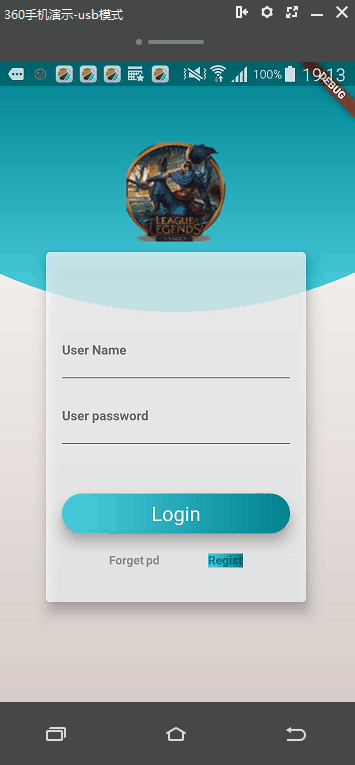 360手机演示-usb模式
100%
19:13
DEBUG
LEAGUE
LEGENDS
User Name
User password
Login
Forget pd
Regist